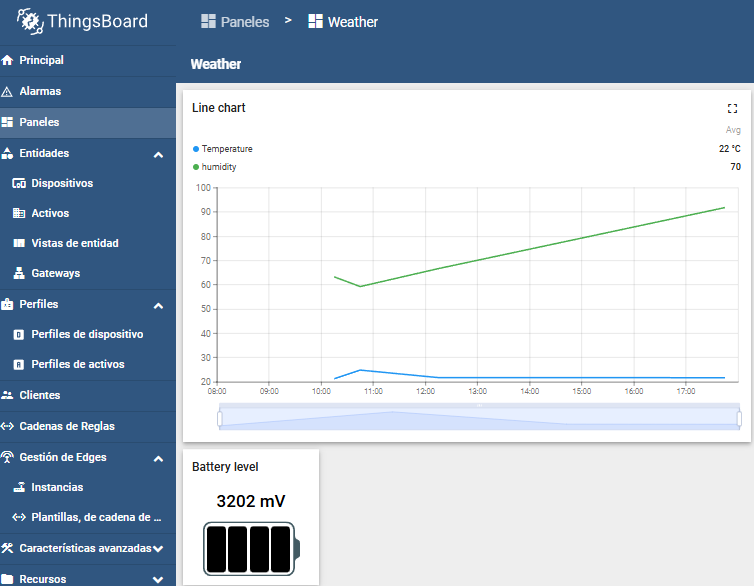 ThingsBoard
Paneles > Weather
Weather
Principal
Alarmas
Paneles
Entidades
Dispositivos
Activos
Vistas de entidad
Gateways
Perfiles
Perfiles de dispositivo
Perfiles de activos
Clientes
Cadenas de Reglas
Gestión de Edges
Instancias
Plantillas, de cadena de ...
Características avanzadas
Recursos
Line chart
Avg
Temperature 22 °C
humidity 70
100
90
80
70
60
50
40
30
20
08:00 09:00 10:00 11:00 12:00 13:00 14:00 15:00 16:00 17:00
Battery level
3202 mV